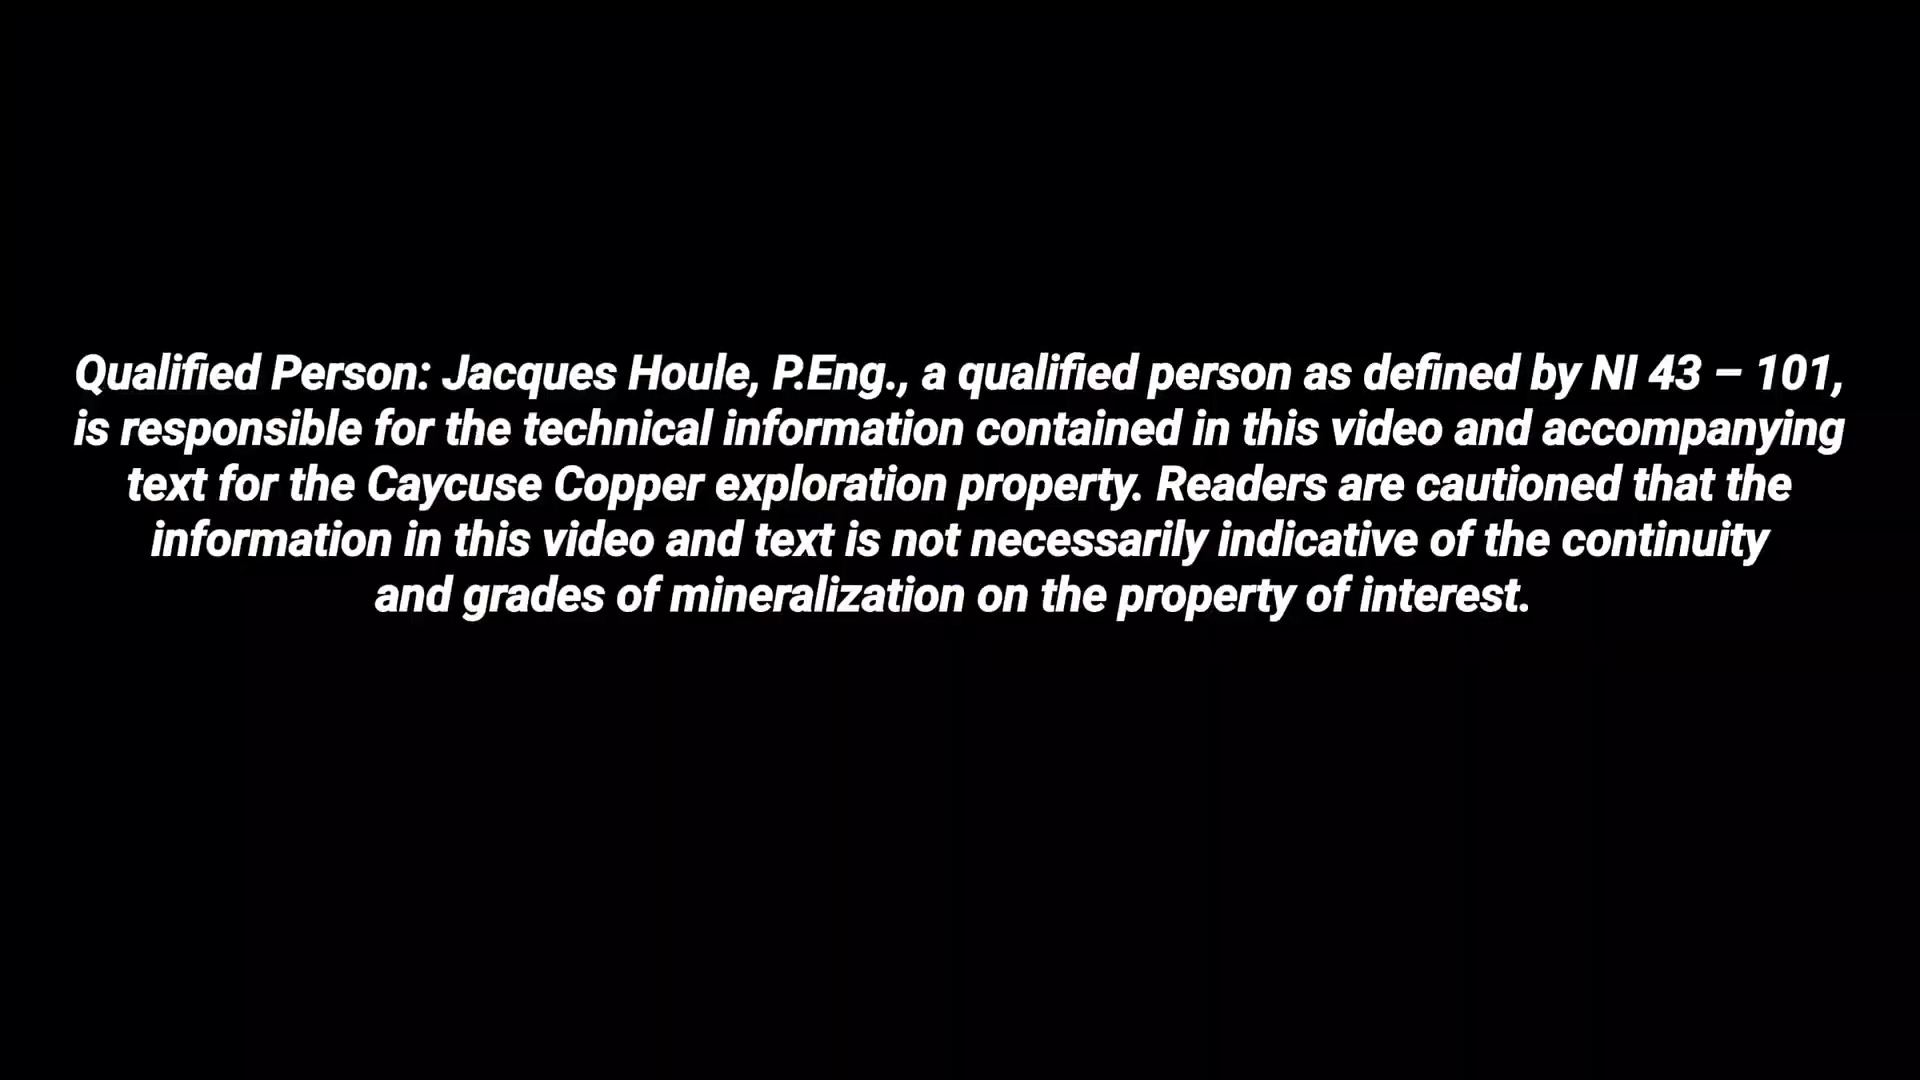 Qualified Person: Jacques Houle, P.Eng., a qualified person as defined by NI 43 – 101,
is responsible for the technical information contained in this video and accompanying
text for the Caycuse Copper exploration property. Readers are cautioned that the
information in this video and text is not necessarily indicative of the continuity
and grades of mineralization on the property of interest.